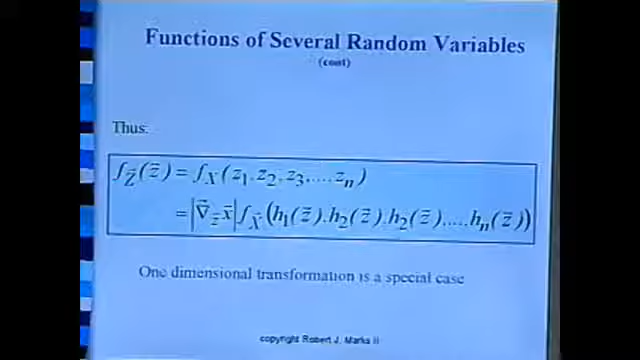 Functions of Several Random Variables
(cont)
Thus:
f_Z⃗(z⃗) = f_X(z₁, z₂, z₃,...,zₙ)
= |∇⃗_z⃗ x⃗| f_X⃗(h₁(z⃗), h₂(z⃗), h₂(z⃗),...., hₙ(z⃗))
One dimensional transformation is a special case
copyright Robert J. Marks II